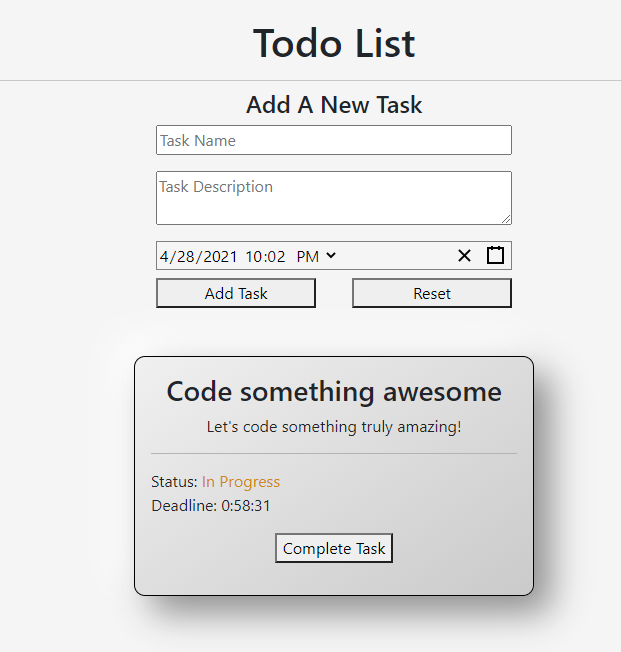 Todo List
Add A New Task
Task Name
Task Description
4/28/2021 10:02 PM
Add Task Reset
Code something awesome
Let's code something truly amazing!
Status: In Progress
Deadline: 0:58:31
Complete Task